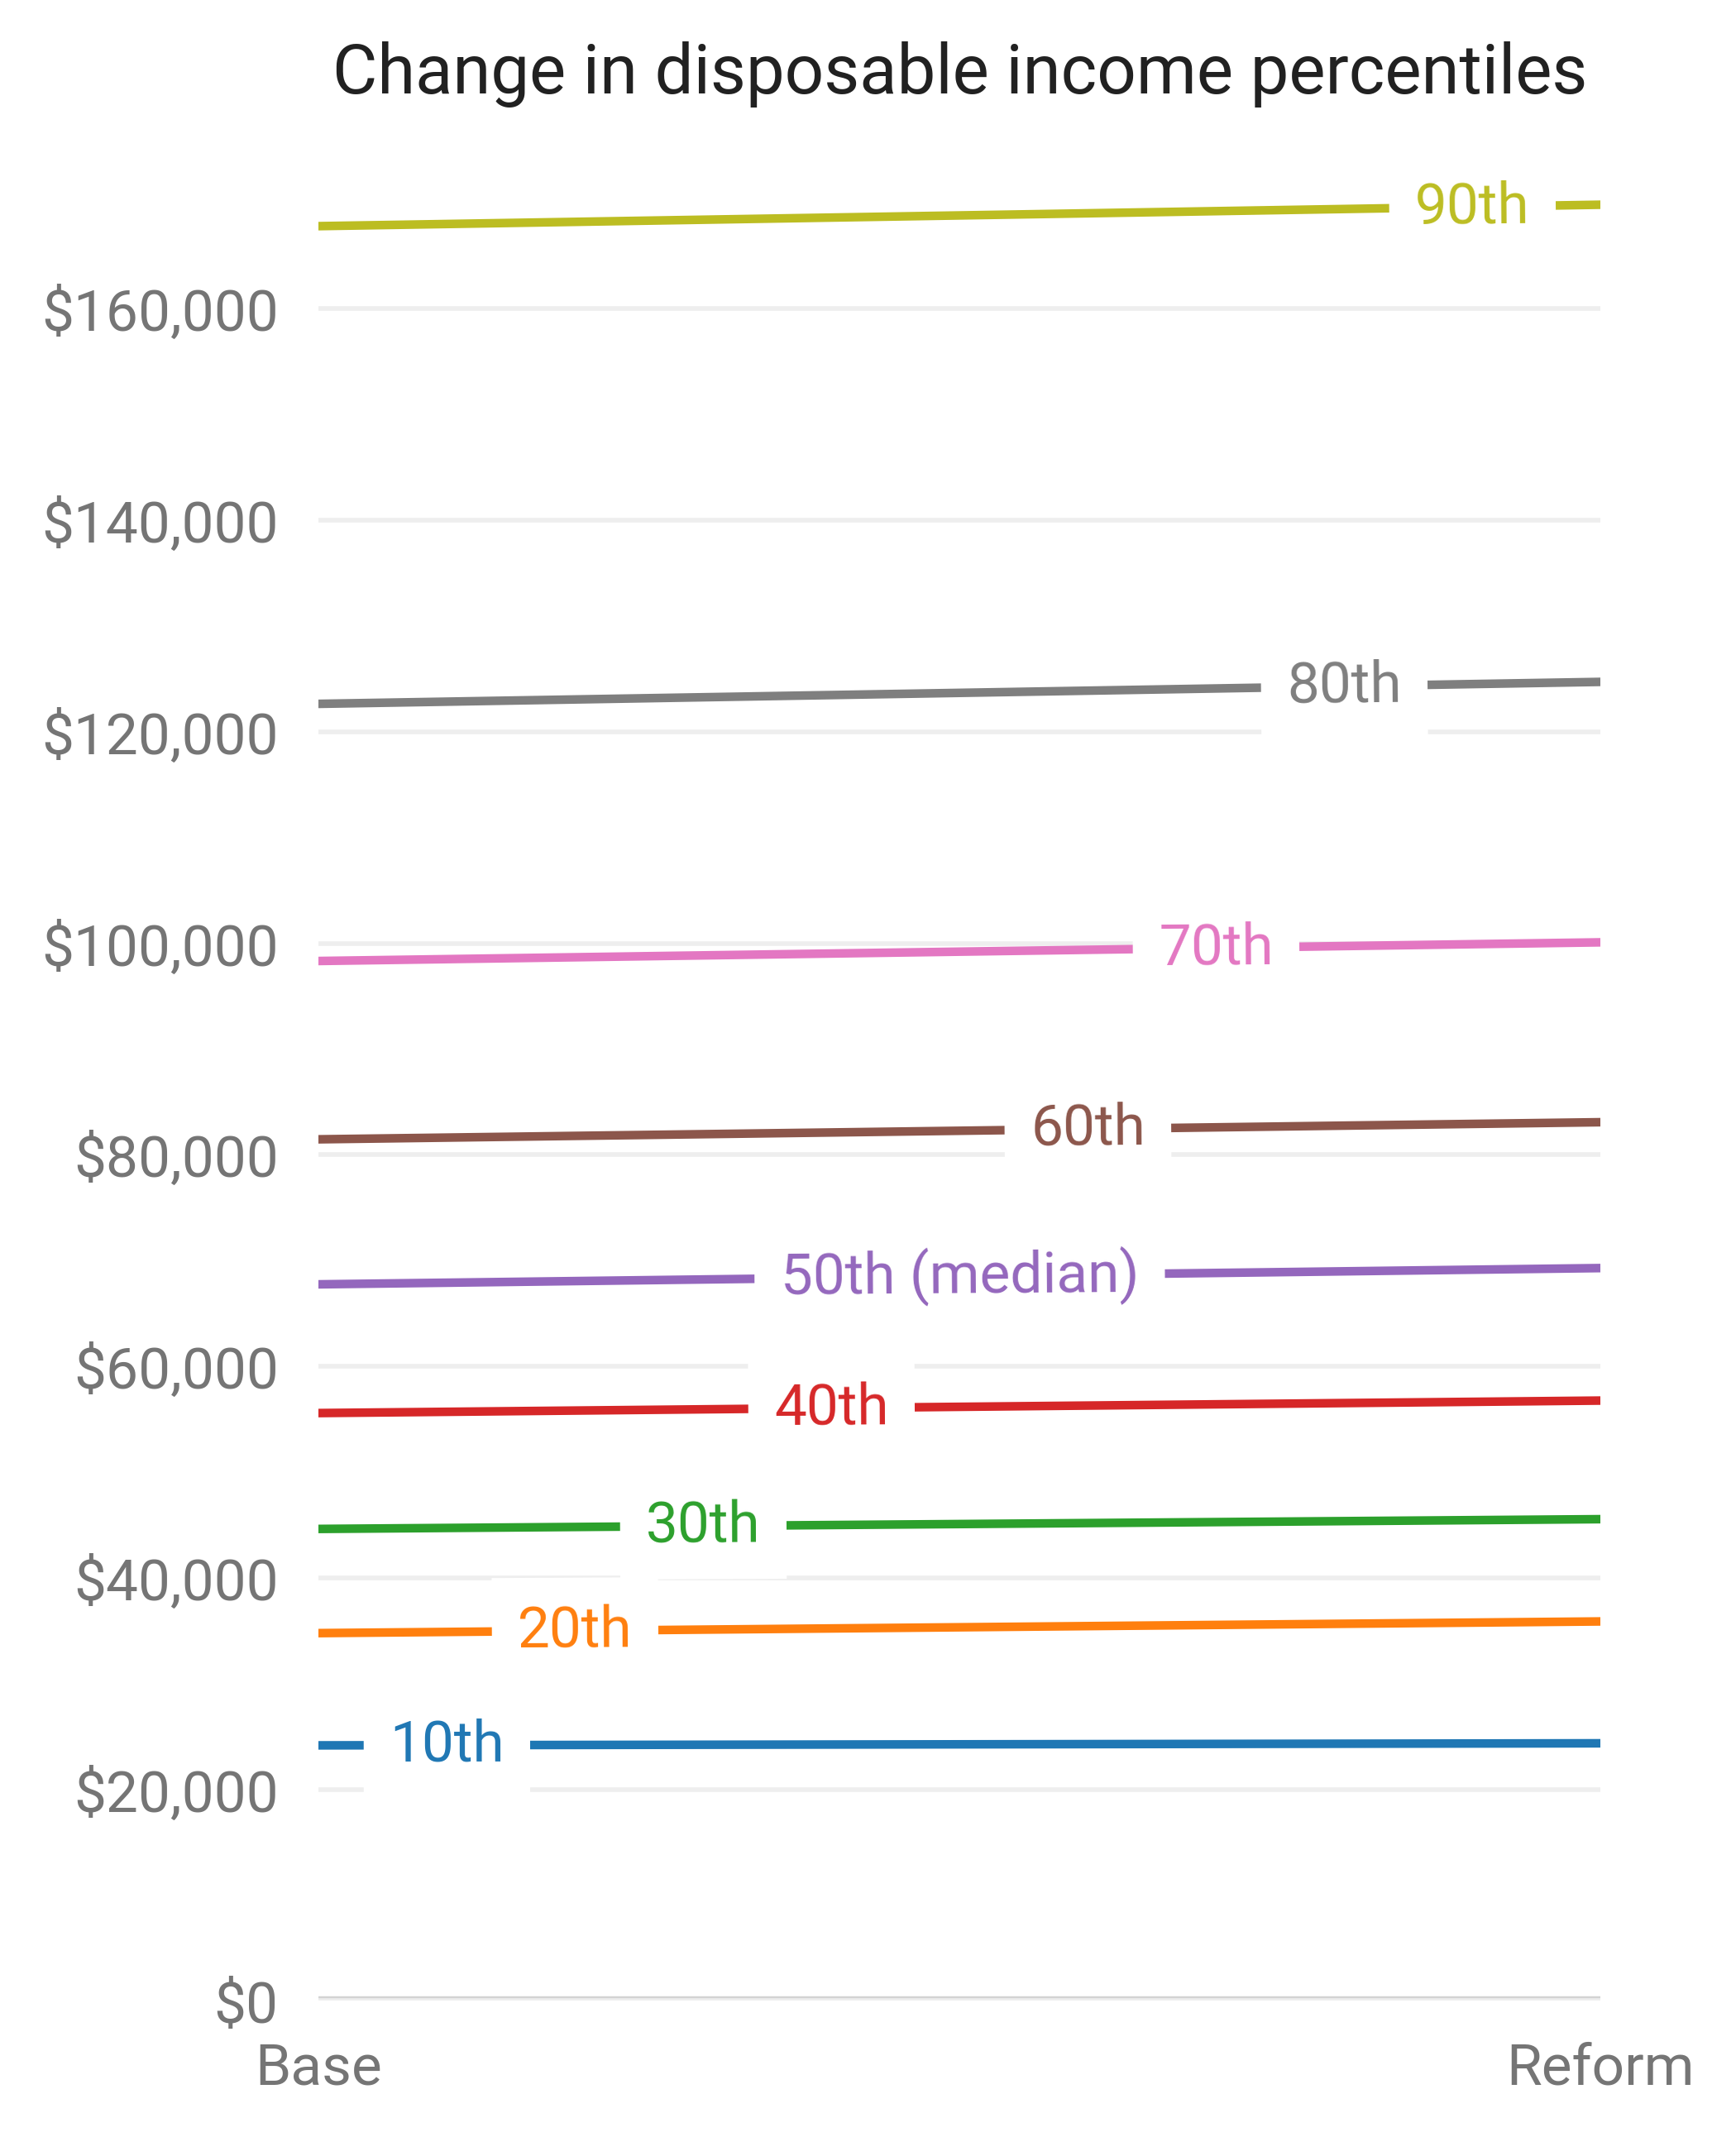 Change in disposable income percentiles
90th
$160,000
$140,000
80th
$120,000
70th
$100,000
60th
$80,000
50th (median)
$60,000
40th
30th
$40,000
20th
10th
$20,000
$0
Base
Reform